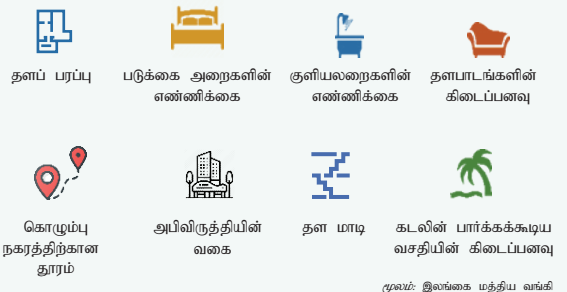 தளப் பரப்பு
படுக்கை அறைகளின்
எண்ணிக்கை
குளியலறைகளின்
எண்ணிக்கை
தளபாடங்களின்
கிடைப்பனவு
கொழும்பு
நகரத்திற்கான
தூரம்
அபிவிருத்தியின்
வகை
தள மாடி
கடலின் பார்க்கக்கூடிய
வசதியின் கிடைப்பனவு
மூலம்: இலங்கை மத்திய வங்கி